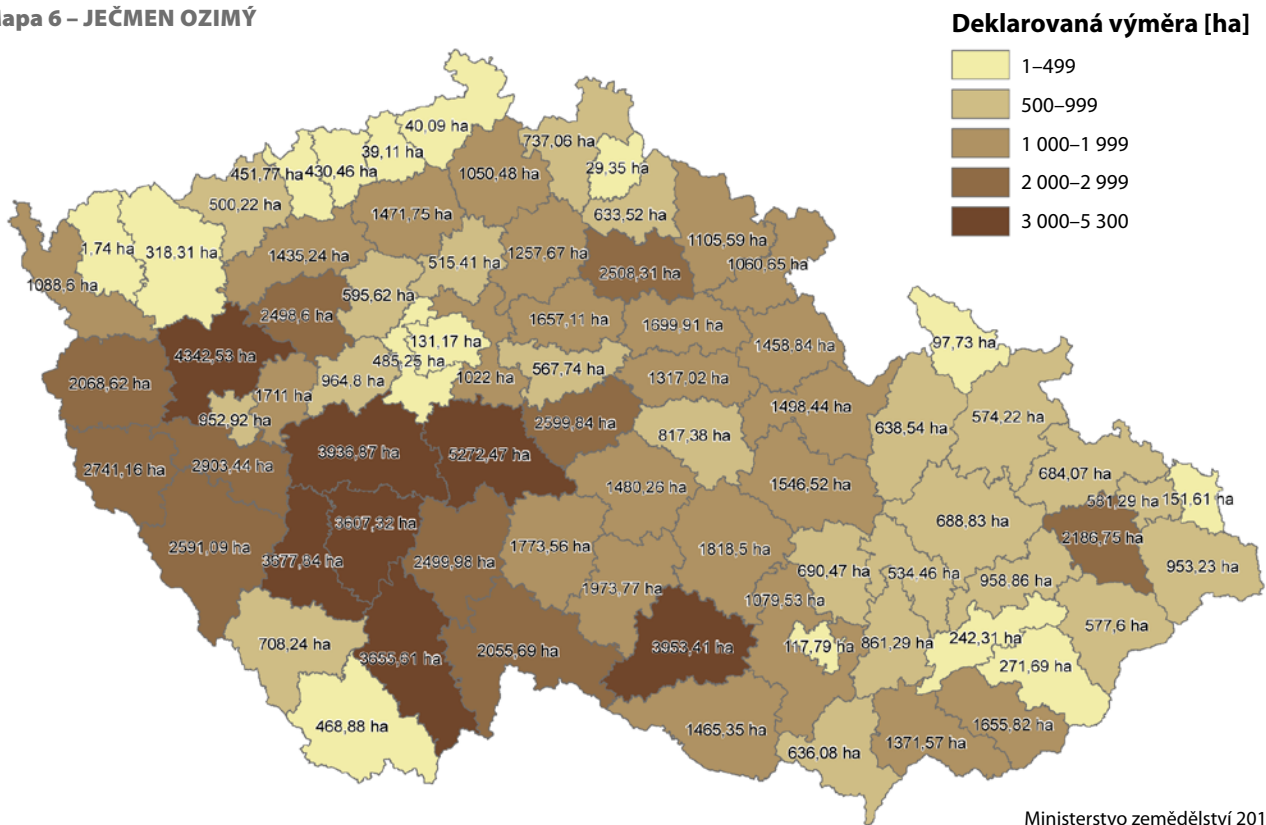 apa 6 – JEČMEN OZIMÝ
Deklarovaná výměra [ha]
1–499
500–999
1 000–1 999
2 000–2 999
3 000–5 300
40,09 ha
39,11 ha
737,06 ha
29,35 ha
451,77 ha
430,46 ha
1050,48 ha
500,22 ha
1471,75 ha
633,52 ha
1,74 ha
318,31 ha
1435,24 ha
515,41 ha
1257,67 ha
1105,59 ha
1060,65 ha
2508,31 ha
1088,6 ha
595,62 ha
2498,6 ha
1657,11 ha
1699,91 ha
131,17 ha
1458,84 ha
97,73 ha
4342,53 ha
485,25 ha
567,74 ha
2068,62 ha
964,8 ha
1022 ha
1317,02 ha
1711 ha
1498,44 ha
952,92 ha
2599,84 ha
817,38 ha
638,54 ha
574,22 ha
3936,87 ha
5272,47 ha
2741,16 ha
2903,44 ha
1480,26 ha
1546,52 ha
684,07 ha
581,29 ha
151,61 ha
3607,32 ha
688,83 ha
2591,09 ha
3677,84 ha
2499,98 ha
1773,56 ha
1818,5 ha
2186,75 ha
690,47 ha
534,46 ha
958,86 ha
953,23 ha
1973,77 ha
1079,53 ha
577,6 ha
708,24 ha
3655,61 ha
2055,69 ha
3953,41 ha
117,79 ha
861,29 ha
242,31 ha
271,69 ha
468,88 ha
1465,35 ha
636,08 ha
1371,57 ha
1655,82 ha
Ministerstvo zemědělství 201